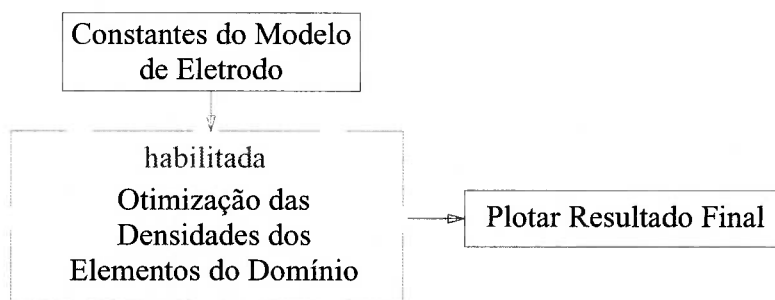 Constantes do Modelo
de Eletrodo
habilitada
Otimização das
Densidades dos
Elementos do Domínio
Plotar Resultado Final